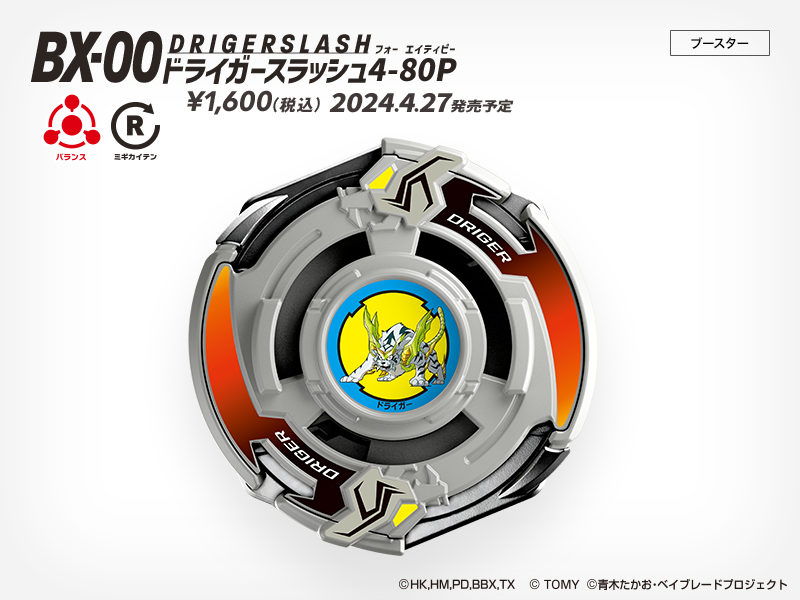 BX-00 DRIGERSLASH フォー エイティピー
ドライガースラッシュ4-80P
¥1,600(税込) 2024.4.27発売予定
ブースター
バランス
R
ミギカイテン
DRIGER
ドライガー
DRIGER
©HK,HM,PD,BBX,TX © TOMY ©青木たかお・ベイブレードプロジェクト